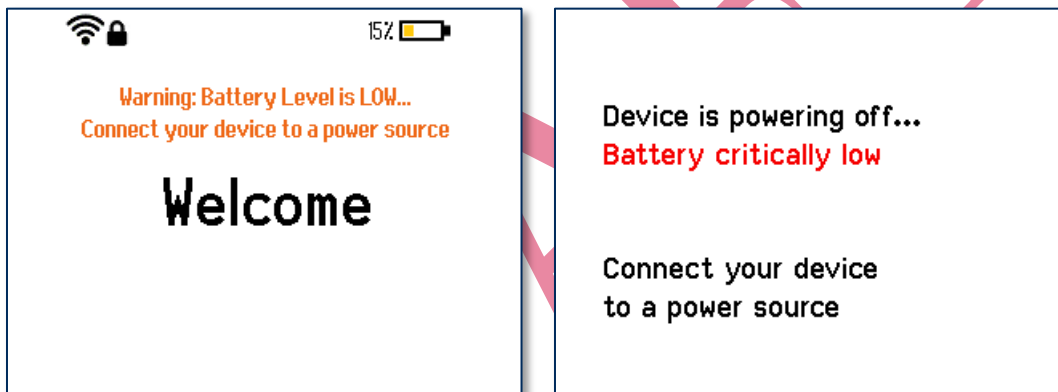 15%
Warning: Battery Level is LOW...
Connect your device to a power source
Welcome
Device is powering off...
Battery critically low
Connect your device
to a power source